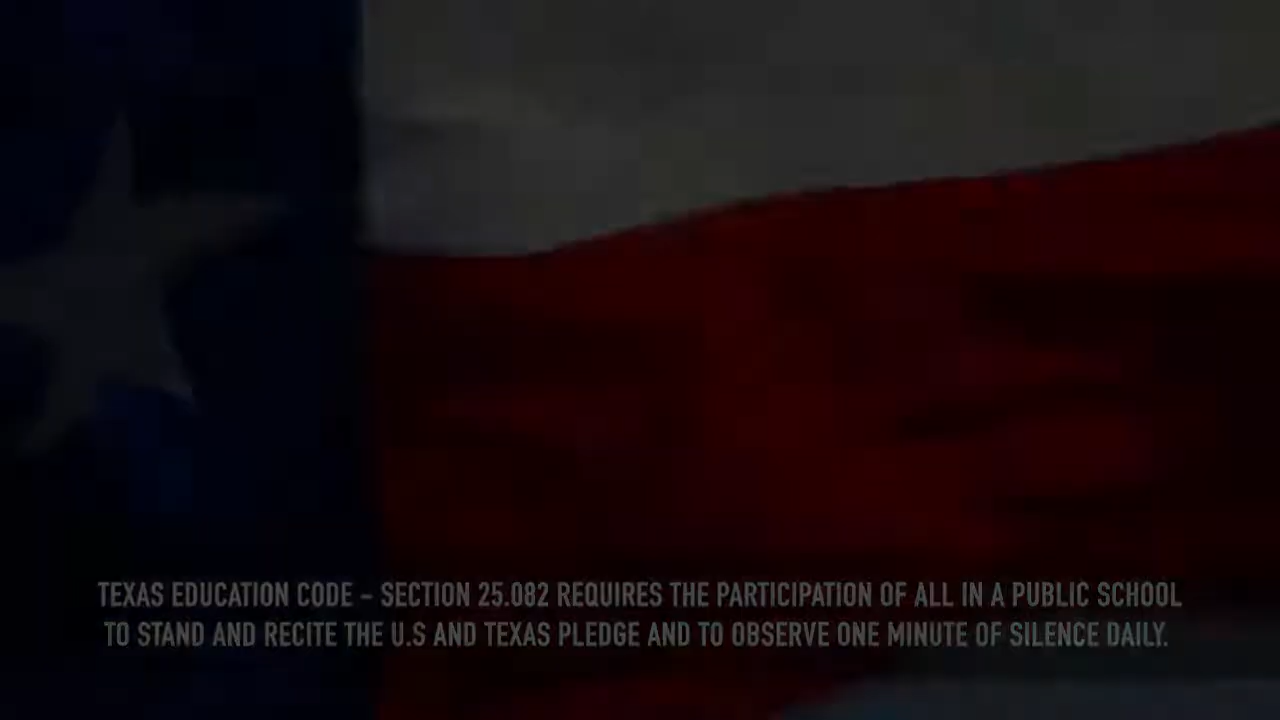 TEXAS EDUCATION CODE – SECTION 25.082 REQUIRES THE PARTICIPATION OF ALL IN A PUBLIC SCHOOL
TO STAND AND RECITE THE U.S AND TEXAS PLEDGE AND TO OBSERVE ONE MINUTE OF SILENCE DAILY.